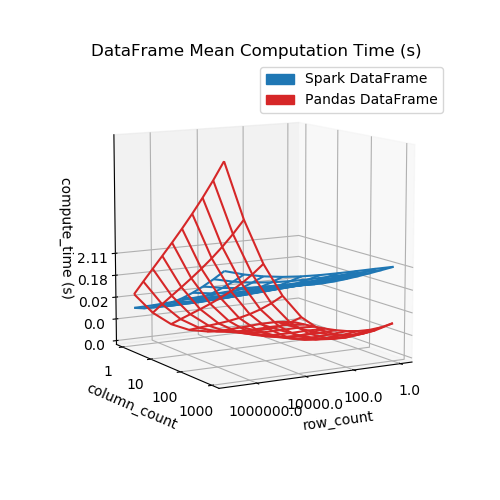 DataFrame Mean Computation Time (s)
Spark DataFrame
Pandas DataFrame
compute_time (s)
2.11
0.18
0.02
0.0
0.0
1
10
100
1000
column_count
1000000.0
10000.0
100.0
1.0
row_count